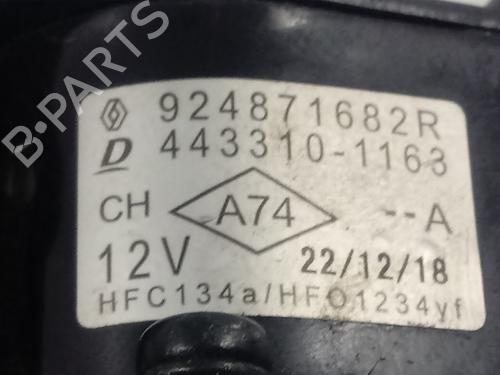 B-PARTS
924871682R
D 443310-1163
CH A74 --A
12V 22/12/18
HFC134a/HFO1234yf